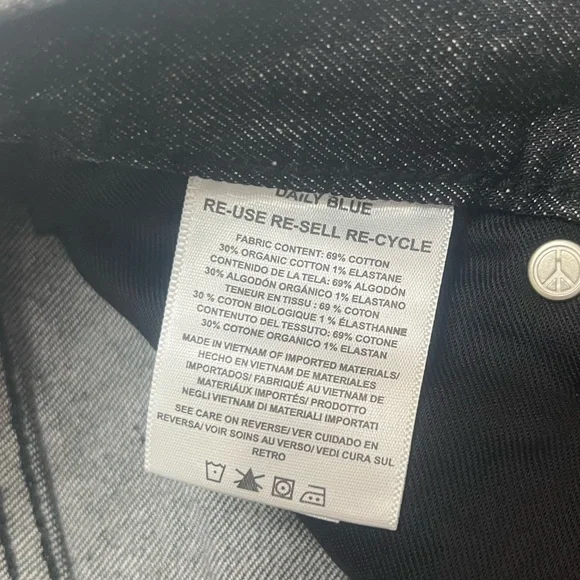 DAILY BLUE
RE-USE RE-SELL RE-CYCLE
FABRIC CONTENT: 69% COTTON
30% ORGANIC COTTON 1% ELASTANE
CONTENIDO DE LA TELA: 69% ALGODÓN
30% ALGODÓN ORGÁNICO 1% ELASTANO
TENEUR EN TISSU : 69 % COTON
30 % COTON BIOLOGIQUE 1 % ÉLASTHANNE
CONTENUTO DEL TESSUTO: 69% COTONE
30% COTONE ORGANICO 1% ELASTAN
MADE IN VIETNAM OF IMPORTED MATERIALS/
HECHO EN VIETNAM DE MATERIALES
IMPORTADOS/ FABRIQUÉ AU VIETNAM DE
MATERIÁUX IMPORTÉS/ PRODOTTO
NEGLI VIETNAM DI MATERIALI IMPORTATI
SEE CARE ON REVERSE/ VER CUIDADO EN
REVERSA/ VOIR SOINS AU VERSO/ VEDI CURA SUL
RETRO